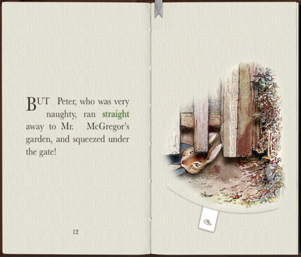 BUT Peter, who was very
naughty, ran straight
away to Mr. McGregor's
garden, and squeezed under
the gate!
12